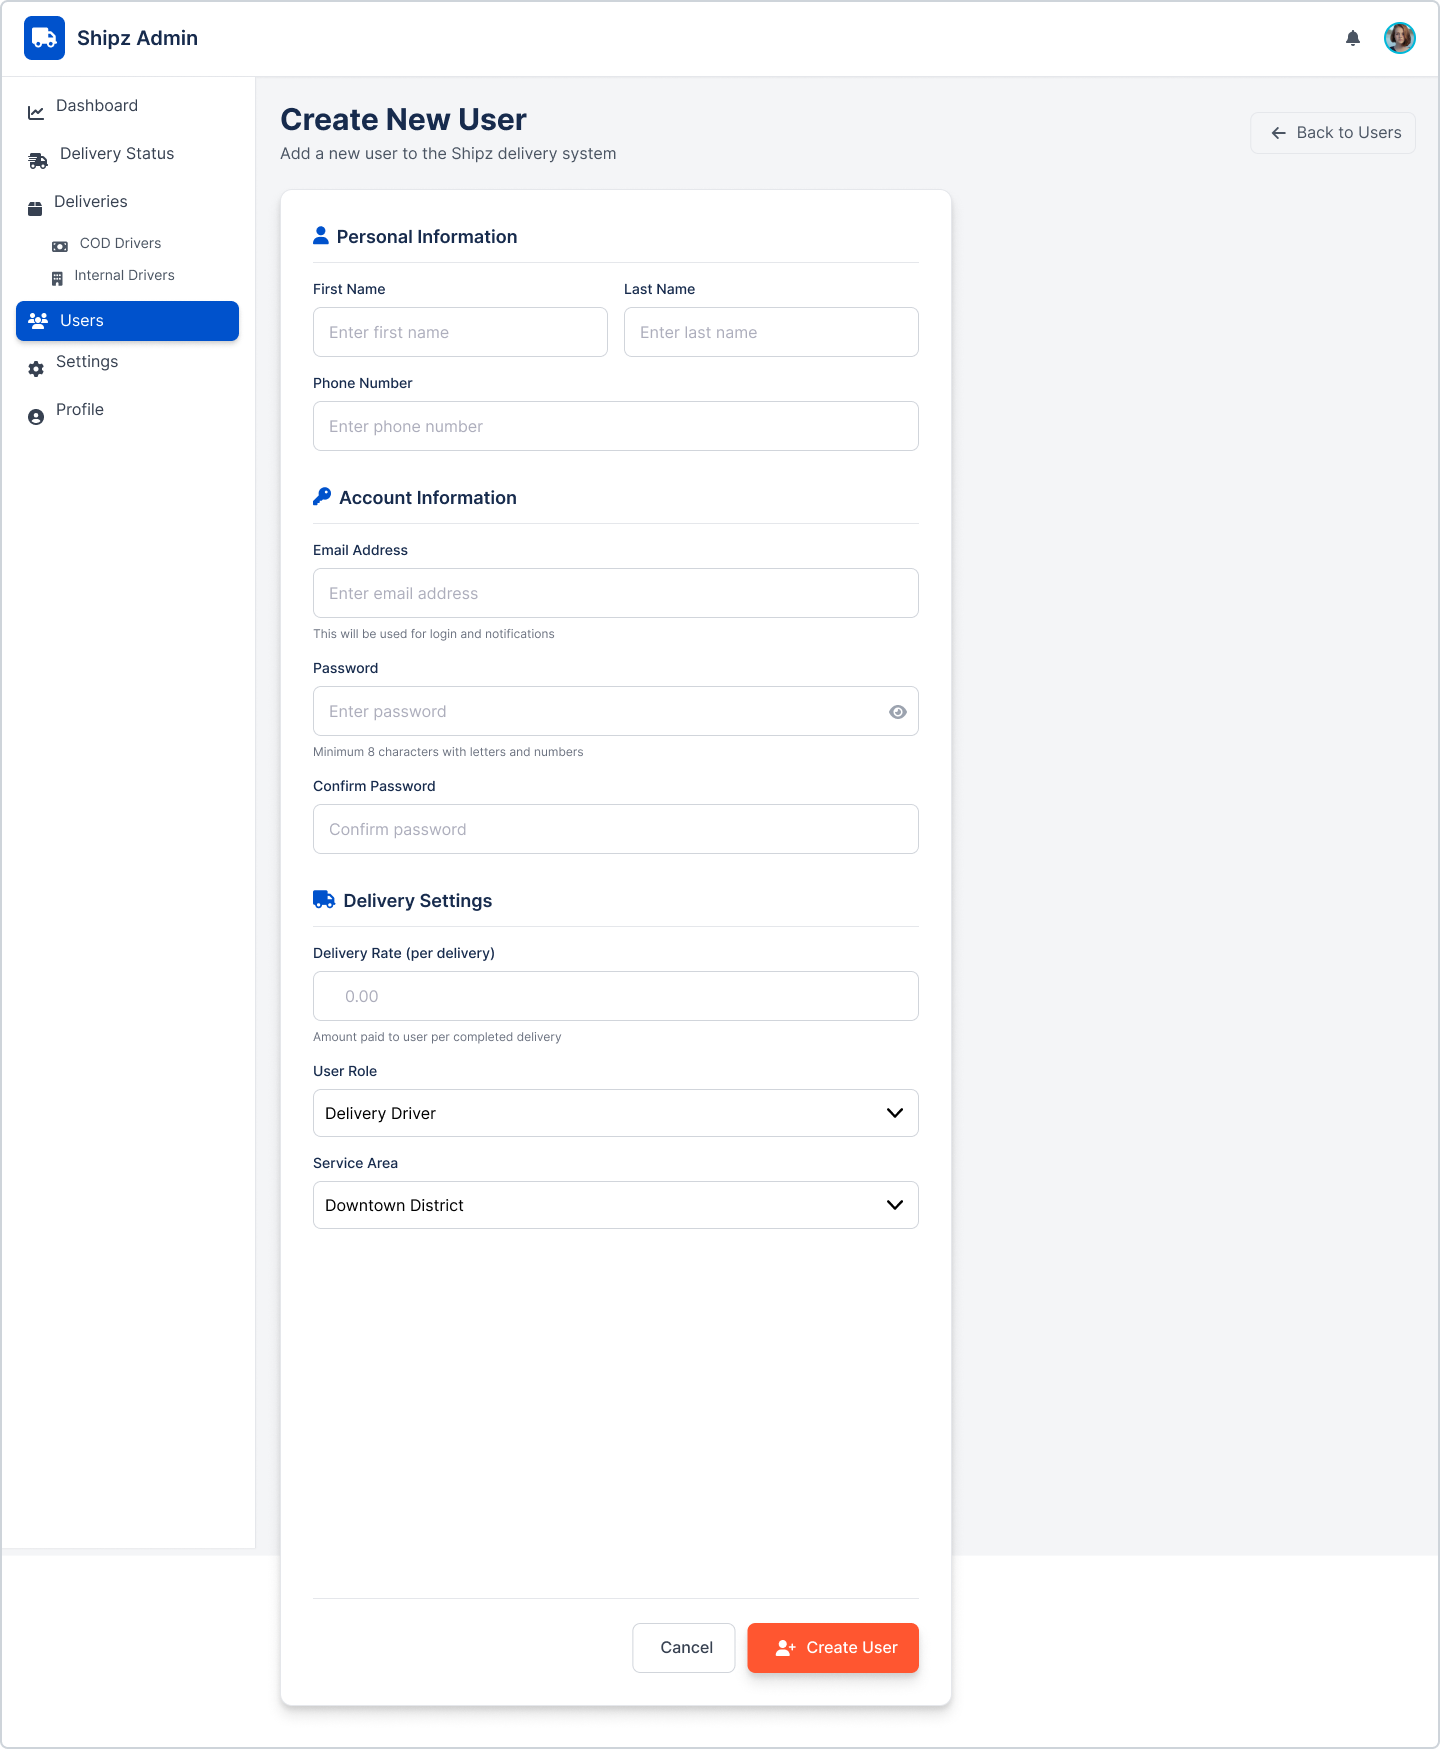 Shipz Admin
Dashboard
Delivery Status
Deliveries
COD Drivers
Internal Drivers
Users
Settings
Profile
Create New User
Add a new user to the Shipz delivery system
Back to Users
Personal Information
First Name
Last Name
Enter first name
Enter last name
Phone Number
Enter phone number
Account Information
Email Address
Enter email address
This will be used for login and notifications
Password
Enter password
Minimum 8 characters with letters and numbers
Confirm Password
Confirm password
Delivery Settings
Delivery Rate (per delivery)
0.00
Amount paid to user per completed delivery
User Role
Delivery Driver
Service Area
Downtown District
Cancel
Create User